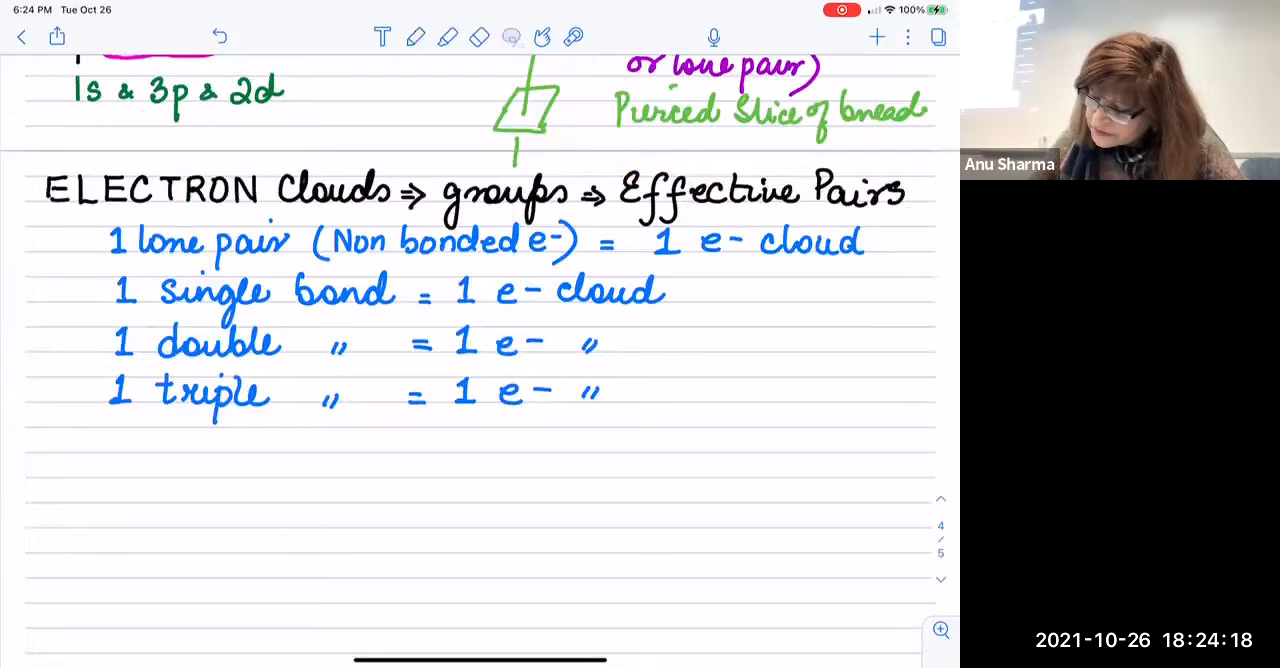 6:24 PM Tue Oct 26
100%
or lone pair)
1s & 3p & 2d
Pierced Slice of bread
Anu Sharma
ELECTRON Clouds ⇒ groups ⇒ Effective Pairs
1 lone pair (Non bonded e-) = 1 e- cloud
1 single bond = 1 e- cloud
1 double " = 1 e- "
1 triple " = 1 e- "
4
/
5
2021-10-26 18:24:18